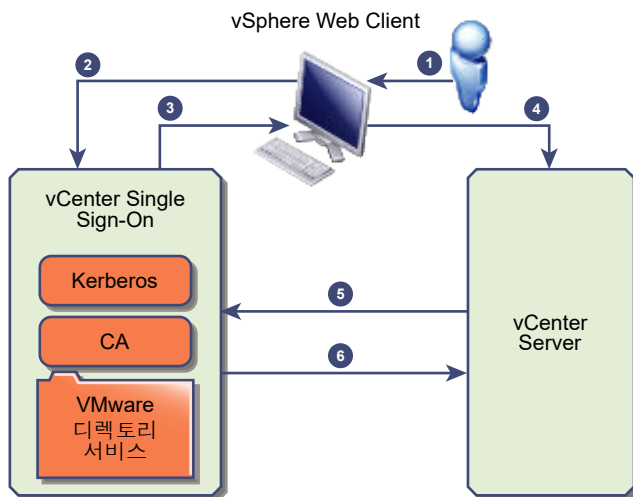 vSphere Web Client
1
2
3
4
vCenter Single
Sign-On
Kerberos
CA
VMware
디렉토리
서비스
5
6
vCenter
Server